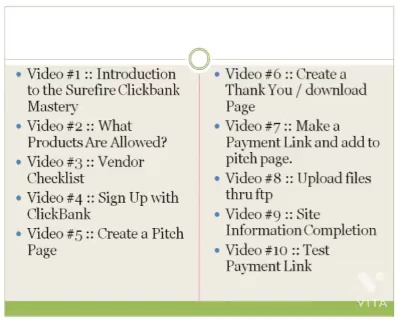 Video #1 :: Introduction
to the Surefire Clickbank
Mastery
Video #2 :: What
Products Are Allowed?
Video #3 :: Vendor
Checklist
Video #4 :: Sign Up with
ClickBank
Video #5 :: Create a Pitch
Page
Video #6 :: Create a
Thank You / download
Page
Video #7 :: Make a
Payment Link and add to
pitch page.
Video #8 :: Upload files
thru ftp
Video #9 :: Site
Information Completion
Video #10 :: Test
Payment Link
VITA